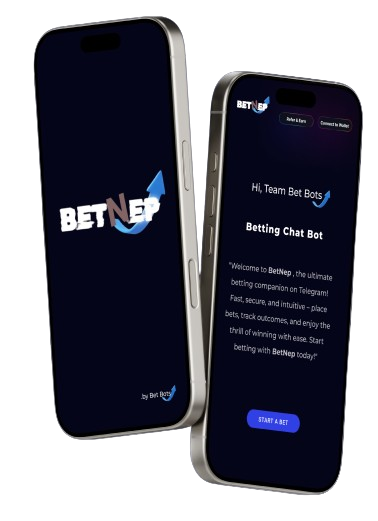 BETNEP
.by Bet Bots
BETNEP
Refer & Earn
Connect to Wallet
Hi, Team Bet Bots
Betting Chat Bot
"Welcome to BetNep , the ultimate
betting companion on Telegram!
Fast, secure, and intuitive – place
bets, track outcomes, and enjoy the
thrill of winning with ease. Start
betting with BetNep today!"
START A BET